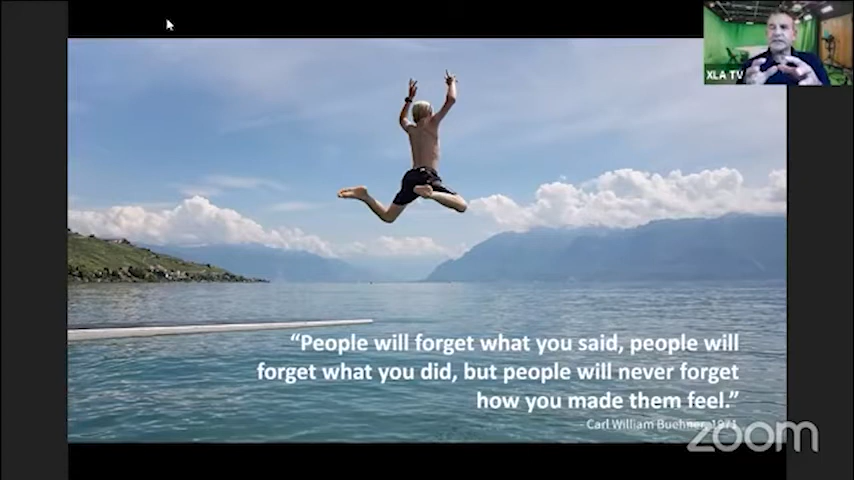 XLA TV
“People will forget what you said, people will
forget what you did, but people will never forget
how you made them feel.”
Carl William Buehner, 1971
zoom